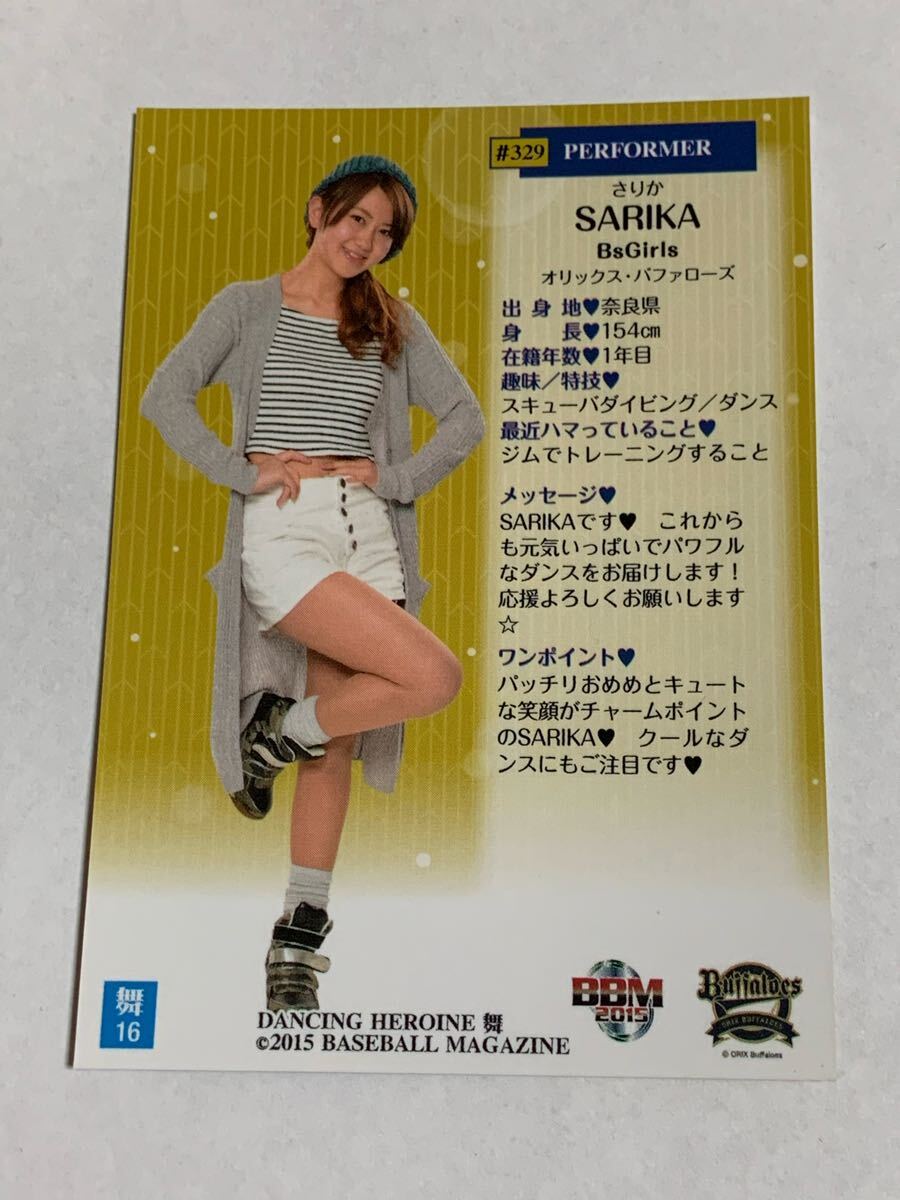 #329 PERFORMER
さりか
SARIKA
BsGirls
オリックス・バファローズ
出身地♥奈良県
身長♥154㎝
在籍年数♥1年目
趣味／特技♥
スキューバダイビング／ダンス
最近ハマっていること♥
ジムでトレーニングすること
メッセージ♥
SARIKAです♥ これから
も元気いっぱいでパワフル
なダンスをお届けします！
応援よろしくお願いします
☆
ワンポイント♥
パッチリおめめとキュート
な笑顔がチャームポイント
のSARIKA♥ クールなダ
ンスにもご注目です♥
舞
16
DANCING HEROINE 舞
©2015 BASEBALL MAGAZINE
BBM
2015
Buffaloes
ORIX BUFFALOES
© ORIX Buffaloes